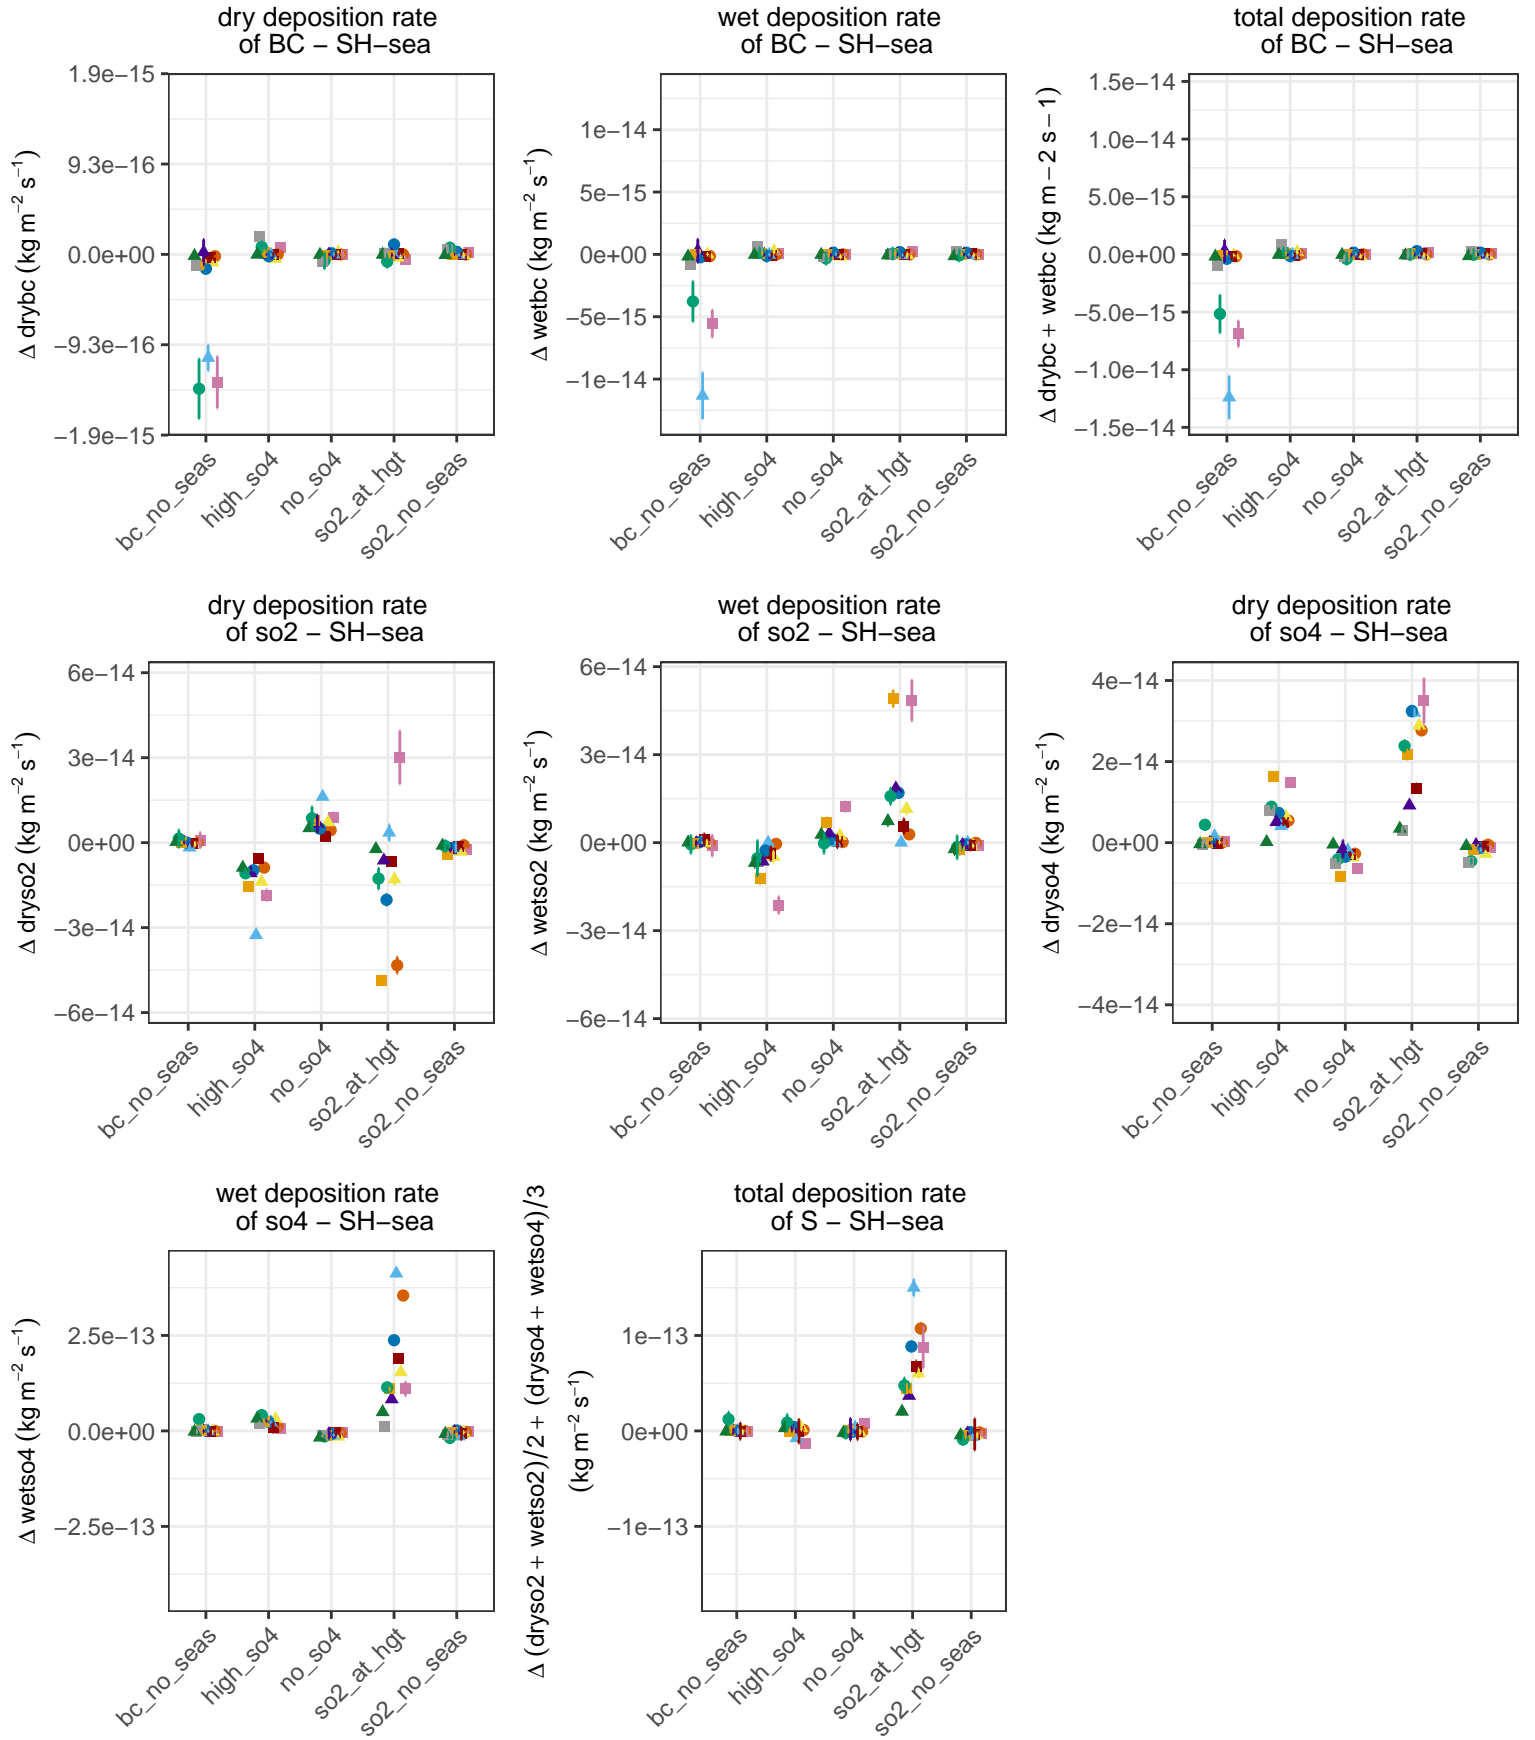 dry deposition rate
of BC − SH−sea
Δ drybc (kg m−2 s−1)
1.9e−15
9.3e−16
0.0e+00
−9.3e−16
−1.9e−15
bc_no_seas
high_so4
no_so4
so2_at_hgt
so2_no_seas
wet deposition rate
of BC − SH−sea
Δ wetbc (kg m−2 s−1)
1e−14
5e−15
0e+00
−5e−15
−1e−14
bc_no_seas
high_so4
no_so4
so2_at_hgt
so2_no_seas
total deposition rate
of BC − SH−sea
Δ drybc + wetbc (kg m − 2 s − 1)
1.5e−14
1.0e−14
5.0e−15
0.0e+00
−5.0e−15
−1.0e−14
−1.5e−14
bc_no_seas
high_so4
no_so4
so2_at_hgt
so2_no_seas
dry deposition rate
of so2 − SH−sea
Δ dryso2 (kg m−2 s−1)
6e−14
3e−14
0e+00
−3e−14
−6e−14
bc_no_seas
high_so4
no_so4
so2_at_hgt
so2_no_seas
wet deposition rate
of so2 − SH−sea
Δ wetso2 (kg m−2 s−1)
6e−14
3e−14
0e+00
−3e−14
−6e−14
bc_no_seas
high_so4
no_so4
so2_at_hgt
so2_no_seas
dry deposition rate
of so4 − SH−sea
Δ dryso4 (kg m−2 s−1)
4e−14
2e−14
0e+00
−2e−14
−4e−14
bc_no_seas
high_so4
no_so4
so2_at_hgt
so2_no_seas
wet deposition rate
of so4 − SH−sea
Δ wetso4 (kg m−2 s−1)
2.5e−13
0.0e+00
−2.5e−13
bc_no_seas
high_so4
no_so4
so2_at_hgt
so2_no_seas
total deposition rate
of S − SH−sea
Δ (dryso2 + wetso2)/2 + (dryso4 + wetso4)/3
(kg m−2 s−1)
1e−13
0e+00
−1e−13
bc_no_seas
high_so4
no_so4
so2_at_hgt
so2_no_seas